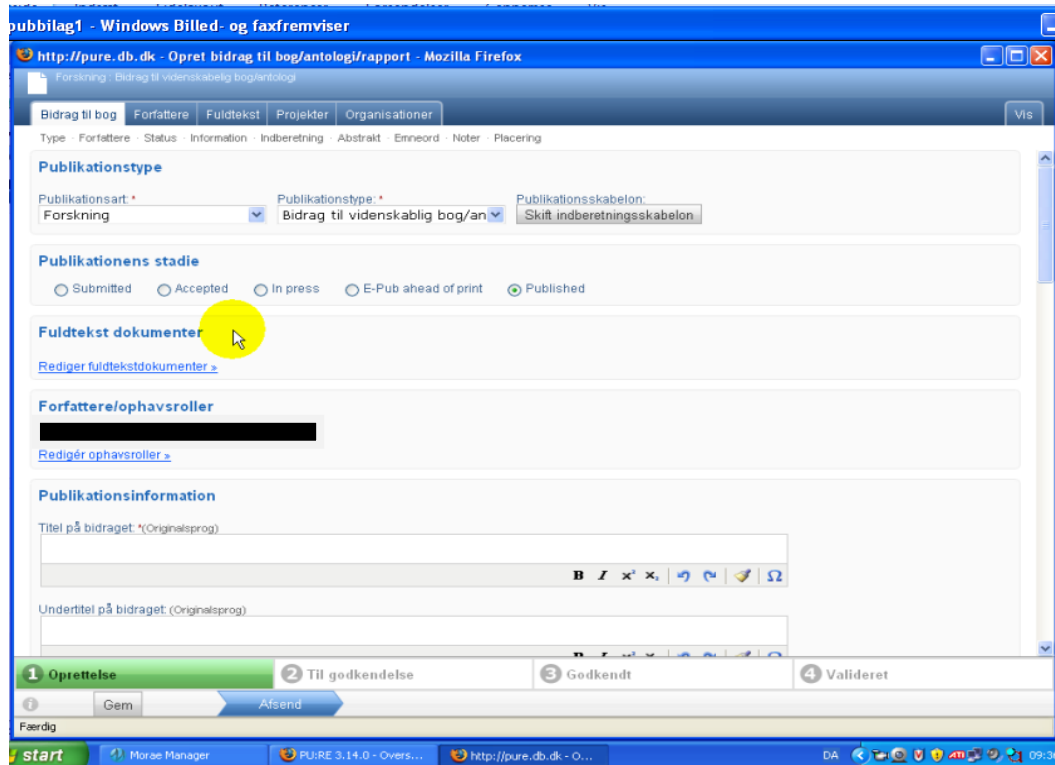 pubbilag1 - Windows Billed- og faxfremviser
http://pure.db.dk - Opret bidrag til bog/antologi/rapport - Mozilla Firefox
Forskning : Bidrag til videnskabelig bog/antologi
Bidrag til bog Forfattere Fuldtekst Projekter Organisationer Vis
Type · Forfattere · Status · Information · Indberetning · Abstrakt · Emneord · Noter · Placering
Publikationstype
Publikationsart: * Publikationstype: * Publikationsskabelon:
Forskning Bidrag til videnskablig bog/an Skift indberetningsskabelon
Publikationens stadie
Submitted Accepted In press E-Pub ahead of print Published
Fuldtekst dokumenter
Rediger fuldtekstdokumenter »
Forfattere/ophavsroller
Redigér ophavsroller »
Publikationsinformation
Titel på bidraget: *(Originalsprog)
B I x² x₂ Ω
Undertitel på bidraget: (Originalsprog)
1 Oprettelse 2 Til godkendelse 3 Godkendt 4 Valideret
Gem Afsend
Færdig
start Morae Manager PU:RE 3.14.0 - Overs... http://pure.db.dk - O... DA